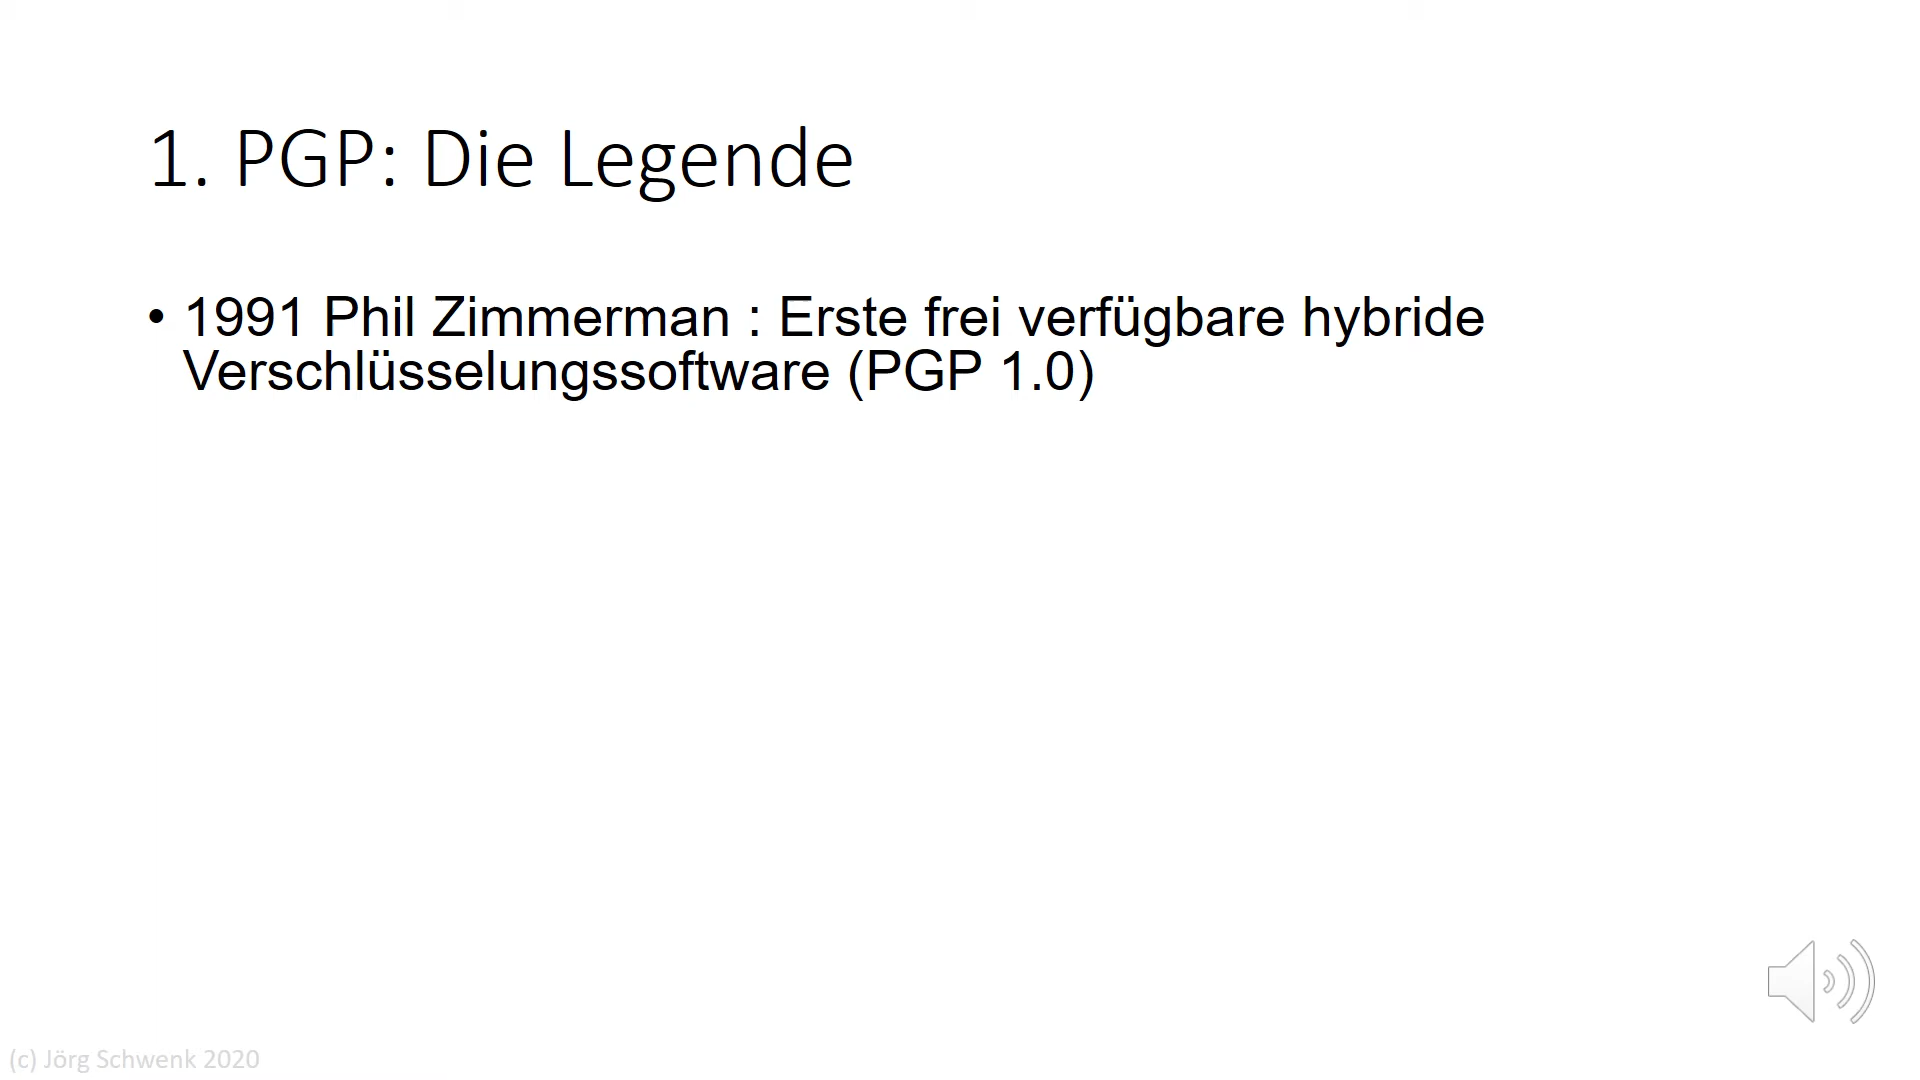 1. PGP: Die Legende
• 1991 Phil Zimmerman : Erste frei verfügbare hybride
Verschlüsselungssoftware (PGP 1.0)
(c) Jörg Schwenk 2020